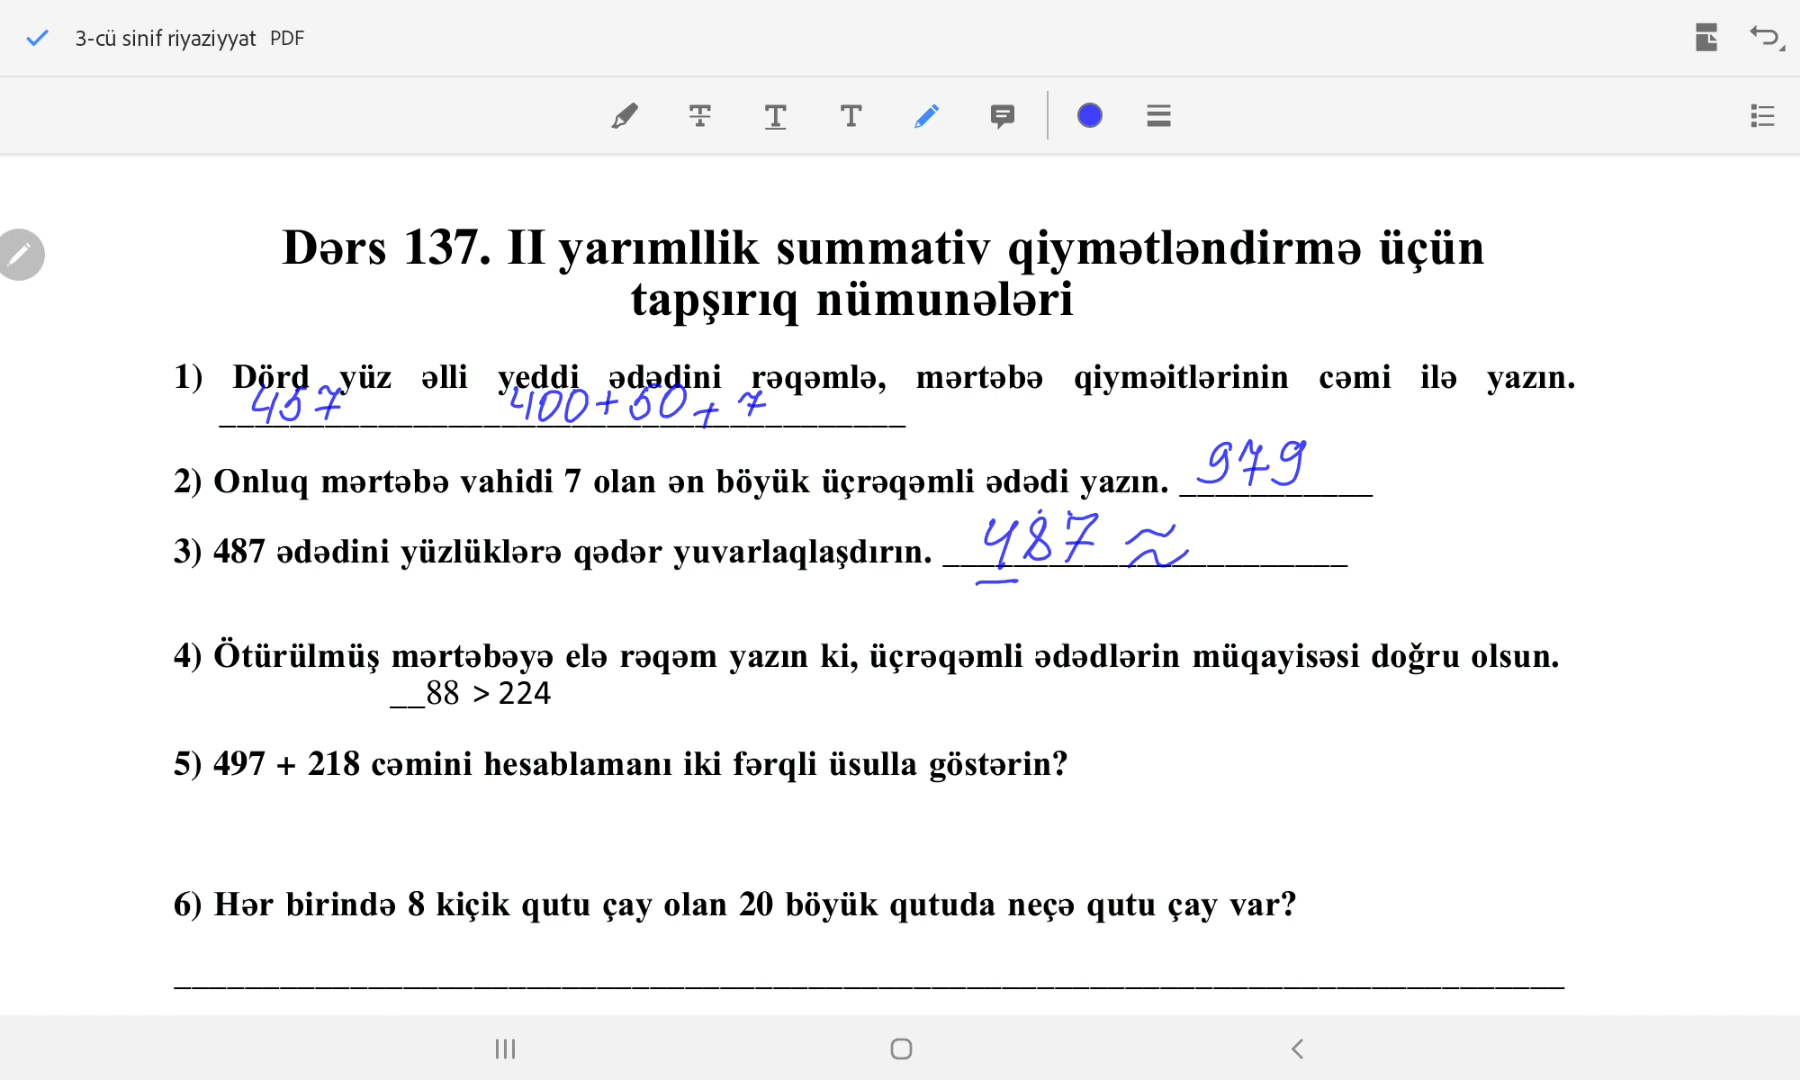 3-cü sinif riyaziyyat PDF
Dərs 137. II yarımllik summativ qiymətləndirmə üçün
tapşırıq nümunələri
1) Dörd yüz əlli yeddi ədədini rəqəmlə, mərtəbə qiyməitlərinin cəmi ilə yazın.
457 400+50+7
2) Onluq mərtəbə vahidi 7 olan ən böyük üçrəqəmli ədədi yazın. 979
3) 487 ədədini yüzlüklərə qədər yuvarlaqlaşdırın. 487 ≈
4) Ötürülmüş mərtəbəyə elə rəqəm yazın ki, üçrəqəmli ədədlərin müqayisəsi doğru olsun.
__88 > 224
5) 497 + 218 cəmini hesablamanı iki fərqli üsulla göstərin?
6) Hər birində 8 kiçik qutu çay olan 20 böyük qutuda neçə qutu çay var?